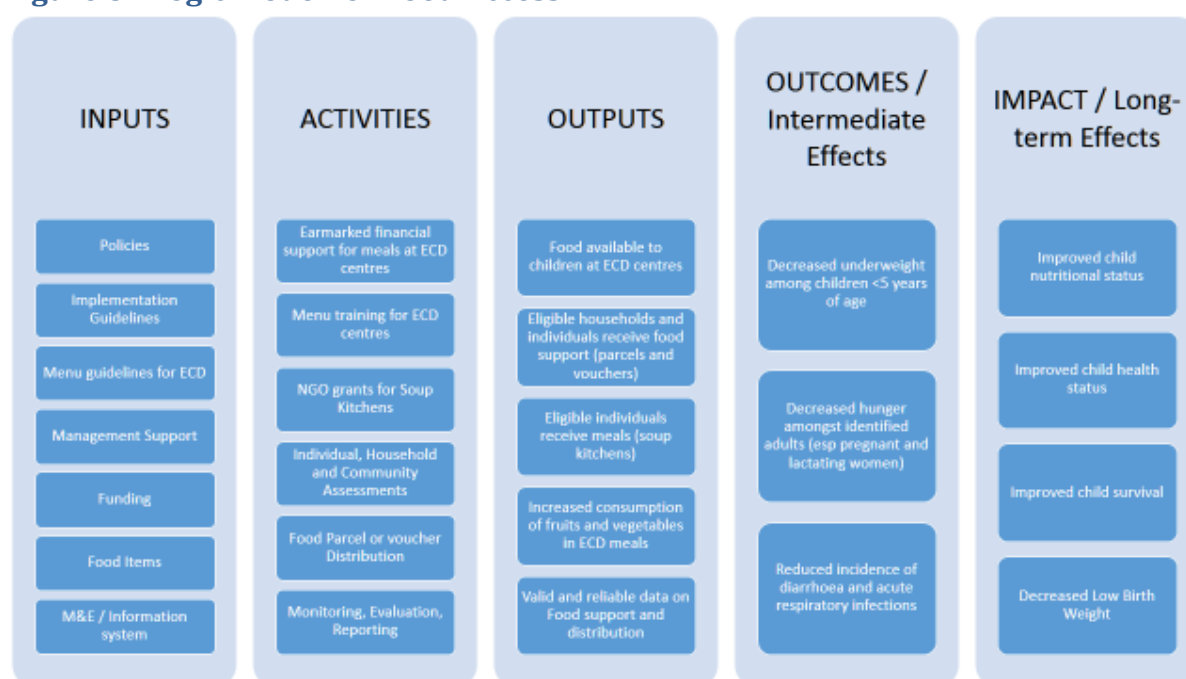 INPUTS
Policies
Implementation
Guidelines
Menu guidelines for ECD
Management Support
Funding
Food Items
M&E / Information
system
ACTIVITIES
Earmarked financial
support for meals at ECD
centres
Menu training for ECD
centres
NGO grants for Soup
Kitchens
Individual, Household
and Community
Assessments
Food Parcel or voucher
Distribution
Monitoring, Evaluation,
Reporting
OUTPUTS
Food available to
children at ECD centres
Eligible households and
individuals receive food
support (parcels and
vouchers)
Eligible individuals
receive meals (soup
kitchens)
Increased consumption
of fruits and vegetables
in ECD meals
Valid and reliable data on
Food support and
distribution
OUTCOMES /
Intermediate
Effects
Decreased underweight
among children <5 years
of age
Decreased hunger
amongst identified
adults (esp pregnant and
lactating women)
Reduced incidence of
diarrhoea and acute
respiratory infections
IMPACT / Long-
term Effects
Improved child
nutritional status
Improved child health
status
Improved child survival
Decreased Low Birth
Weight